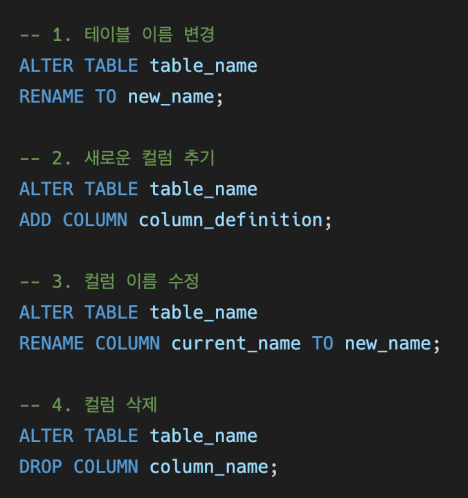 -- 1. 테이블 이름 변경
ALTER TABLE table_name
RENAME TO new_name;
-- 2. 새로운 컬럼 추기
ALTER TABLE table_name
ADD COLUMN column_definition;
-- 3. 컬럼 이름 수정
ALTER TABLE table_name
RENAME COLUMN current_name TO new_name;
-- 4. 컬럼 삭제
ALTER TABLE table_name
DROP COLUMN column_name;